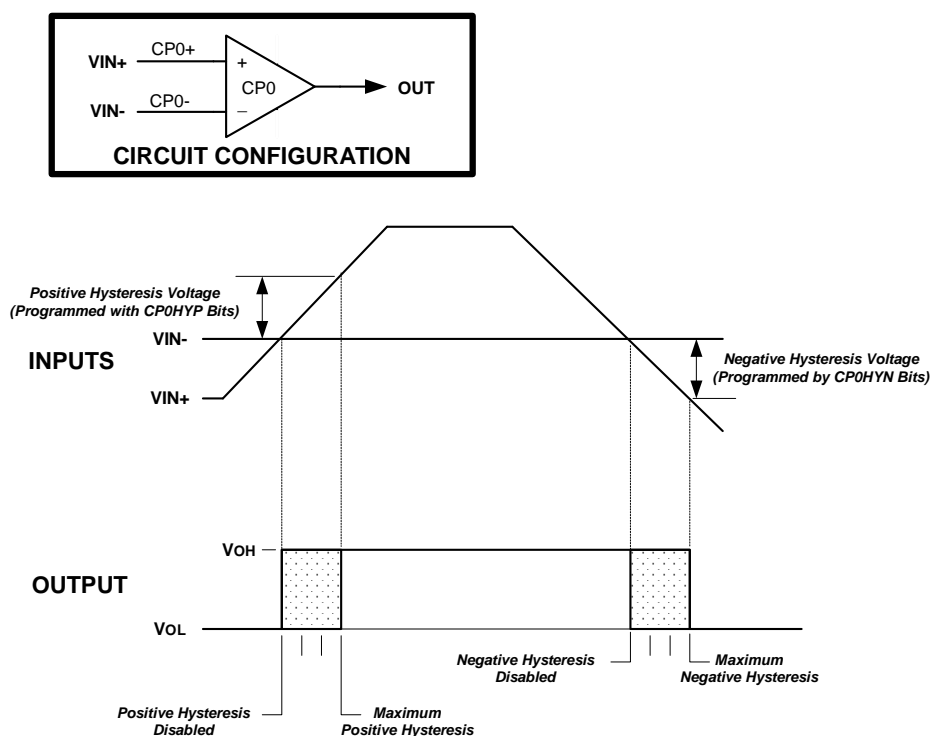 VIN+
CP0+
+
CP0
VIN-
CP0-
_
OUT
CIRCUIT CONFIGURATION
Positive Hysteresis Voltage
(Programmed with CP0HYP Bits)
VIN-
INPUTS
VIN+
Negative Hysteresis Voltage
(Programmed by CP0HYN Bits)
VOH
OUTPUT
VOL
Negative Hysteresis
Disabled
Maximum
Negative Hysteresis
Positive Hysteresis
Disabled
Maximum
Positive Hysteresis